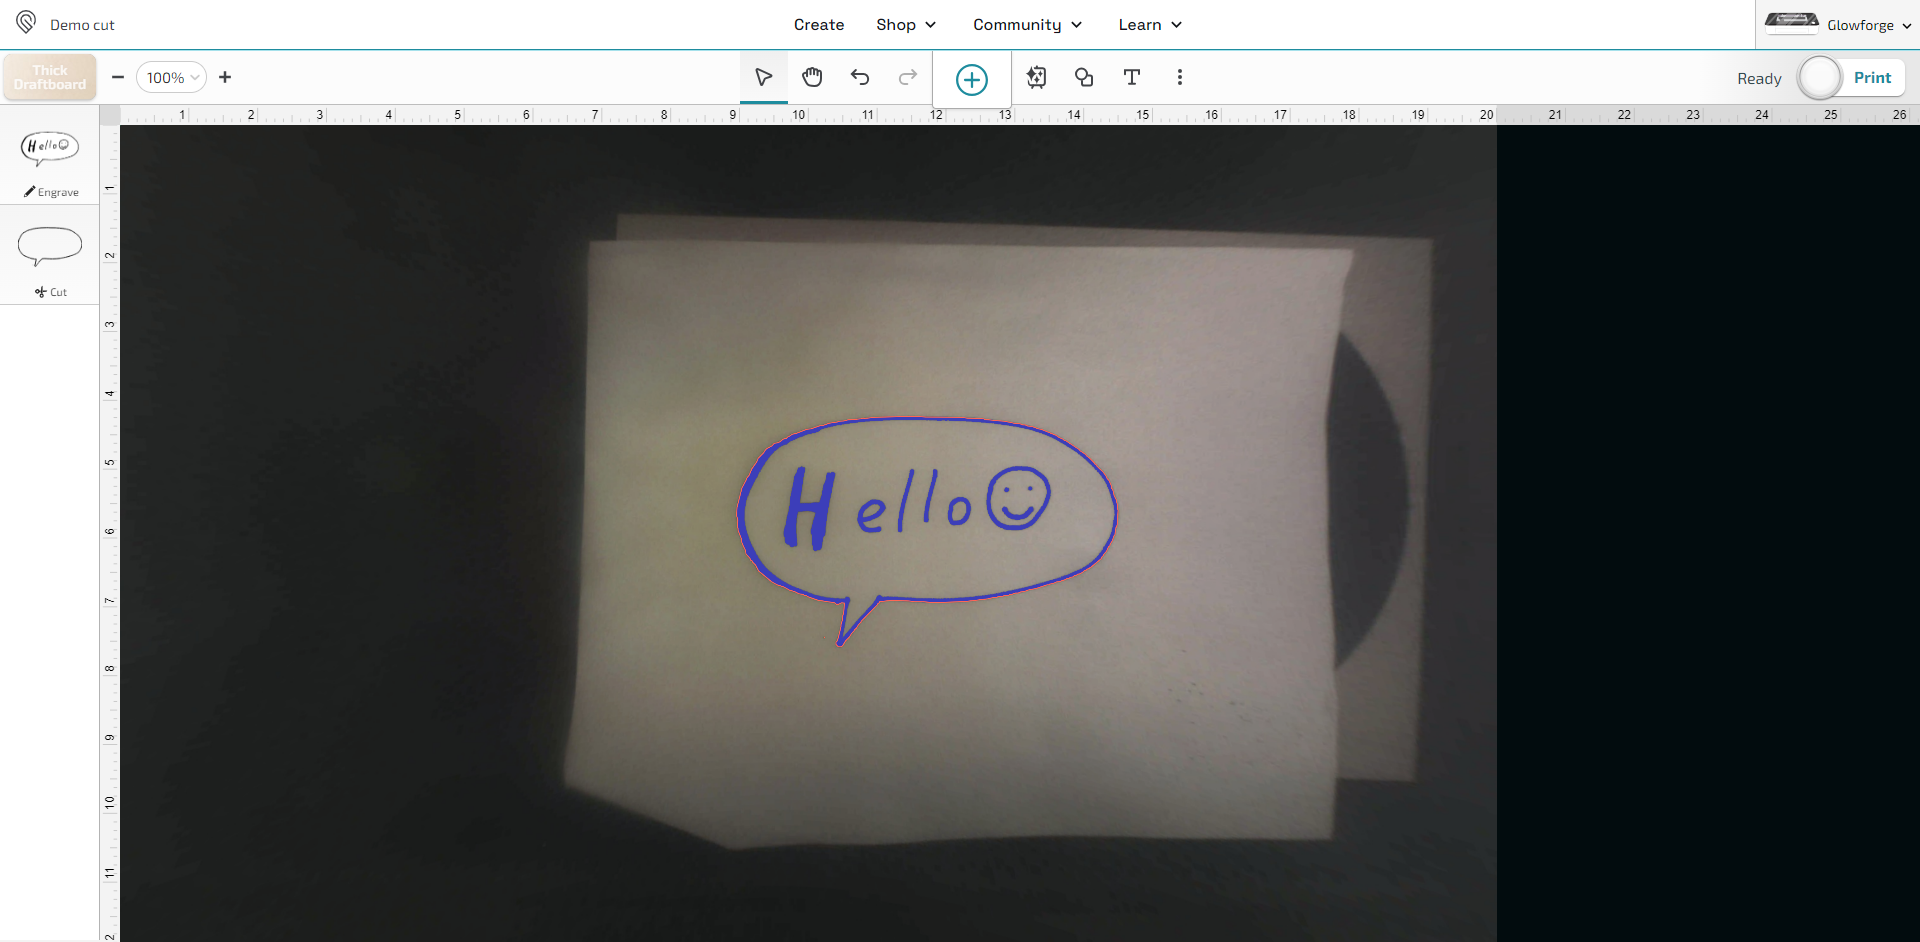 Demo cut
Create Shop Community Learn
Glowforge
Thick
Draftboard
100%
Ready
Print
1 2 3 4 5 6 7 8 9 10 11 12 13 14 15 16 17 18 19 20 21 22 23 24 25 26
Hello
Engrave
Cut
1
2
3
4
5
6
7
8
9
10
11
2
Hello